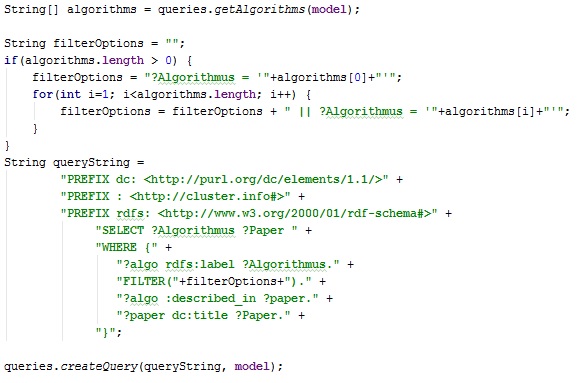 String[] algorithms = queries.getAlgorithms(model);
String filterOptions = "";
if(algorithms.length > 0) {
filterOptions = "?Algorithmus = '"+algorithms[0]+"'";
for(int i=1; i<algorithms.length; i++) {
filterOptions = filterOptions + " || ?Algorithmus = '"+algorithms[i]+"'";
}
}
String queryString =
"PREFIX dc: <http://purl.org/dc/elements/1.1/>" +
"PREFIX : <http://cluster.info#>" +
"PREFIX rdfs: <http://www.w3.org/2000/01/rdf-schema#>" +
"SELECT ?Algorithmus ?Paper " +
"WHERE {" +
"?algo rdfs:label ?Algorithmus." +
"FILTER("+filterOptions+")." +
"?algo :described_in ?paper." +
"?paper dc:title ?Paper." +
"}";
queries.createQuery(queryString, model);